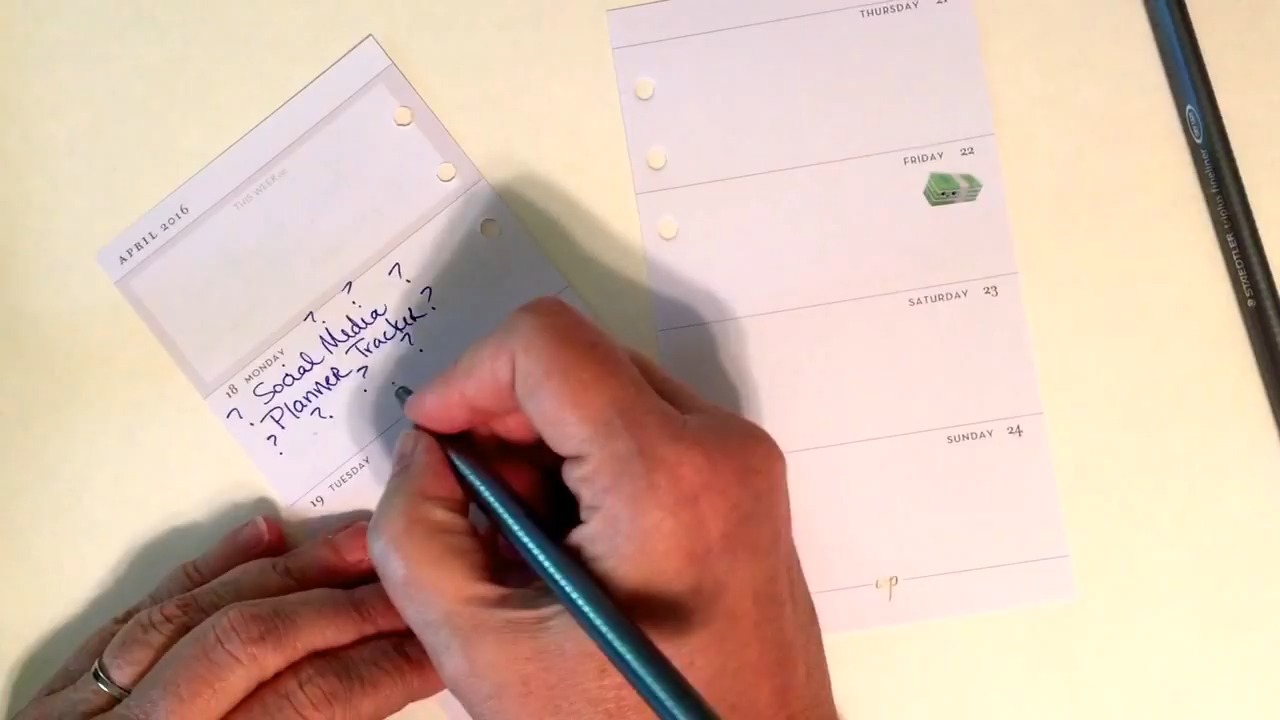 APRIL 2016
THIS WEEK OF
18 MONDAY
? ? ?
? Social Media ?
? Planner Tracker ?
? ? ?
19 TUESDAY
THURSDAY
FRIDAY 22
SATURDAY 23
SUNDAY 24
STAEDTLER triplus fineliner